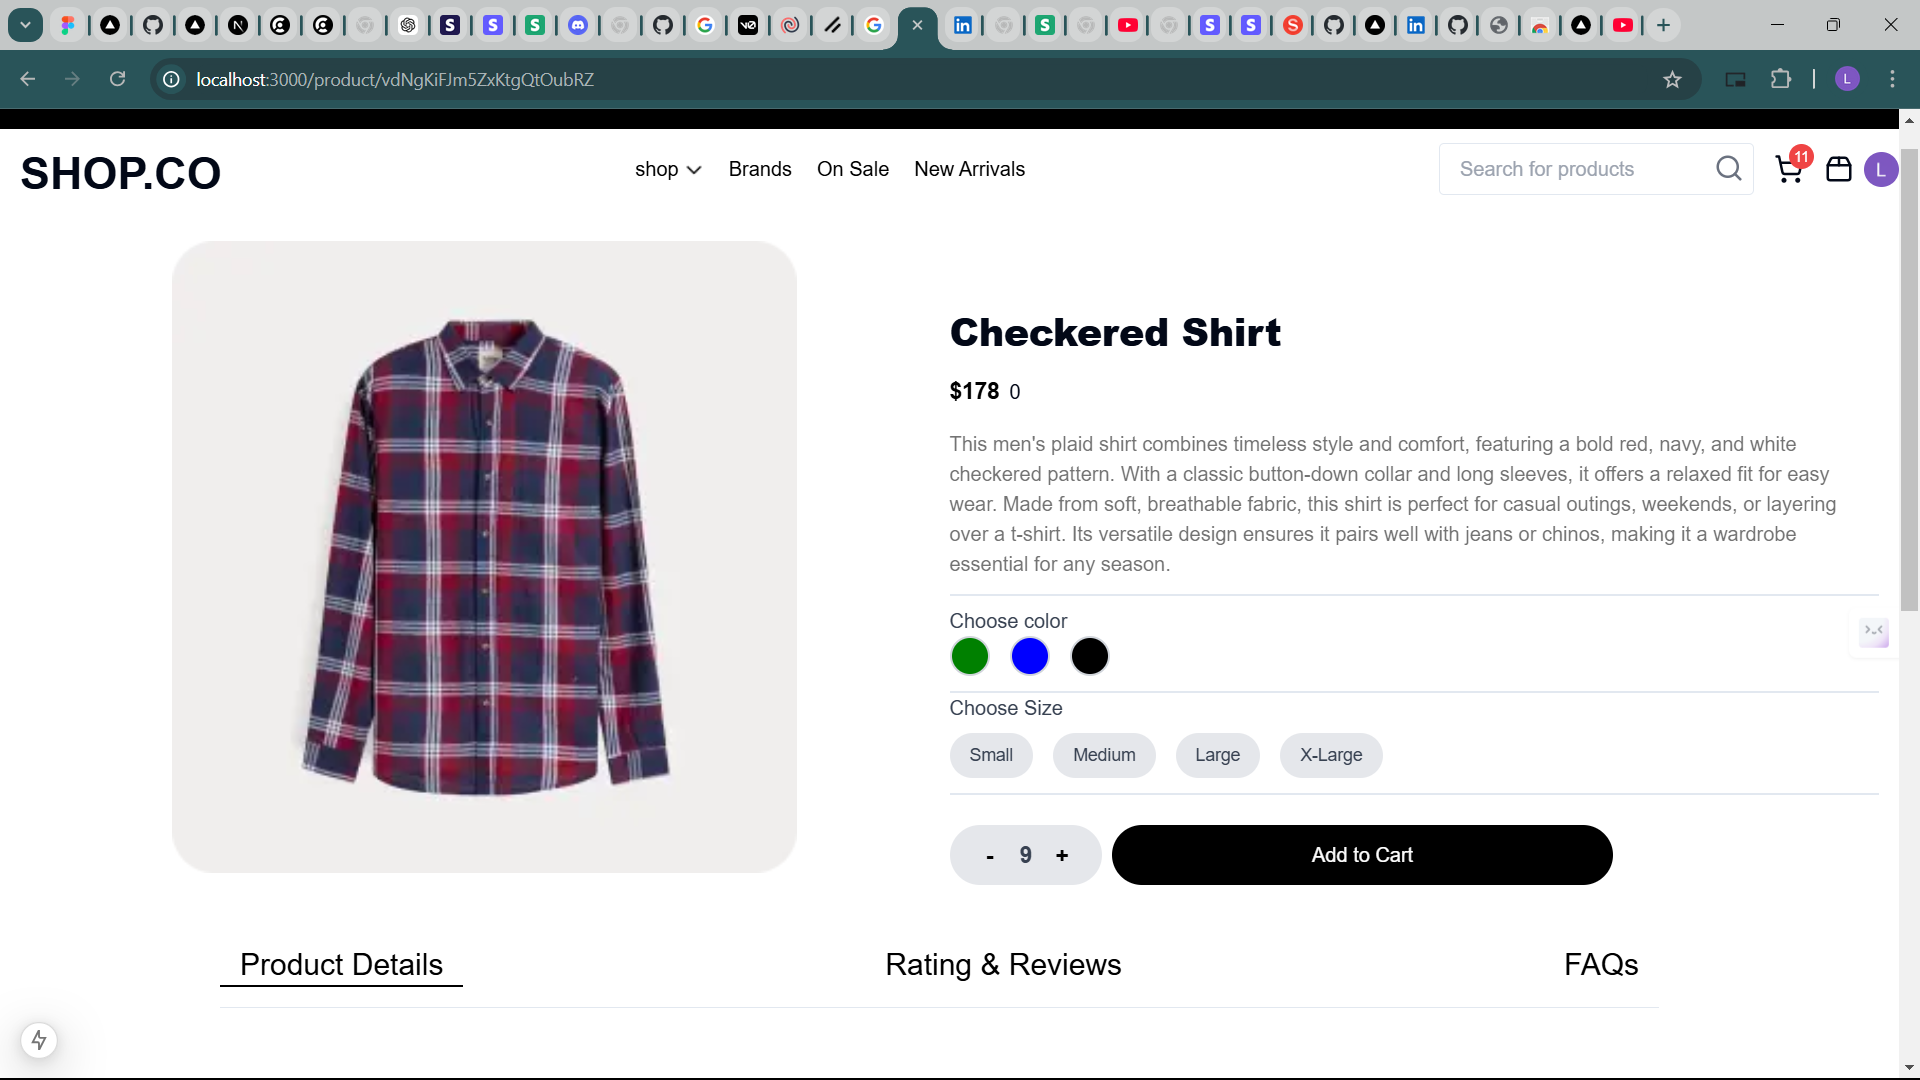 localhost:3000/product/vdNgKiFJm5ZxKtgQtOubRZ
L
SHOP.CO
shop
Brands
On Sale
New Arrivals
Search for products
11
L
Checkered Shirt
$178 0
This men's plaid shirt combines timeless style and comfort, featuring a bold red, navy, and white
checkered pattern. With a classic button-down collar and long sleeves, it offers a relaxed fit for easy
wear. Made from soft, breathable fabric, this shirt is perfect for casual outings, weekends, or layering
over a t-shirt. Its versatile design ensures it pairs well with jeans or chinos, making it a wardrobe
essential for any season.
Choose color
Choose Size
Small
Medium
Large
X-Large
- 9 +
Add to Cart
Product Details
Rating & Reviews
FAQs